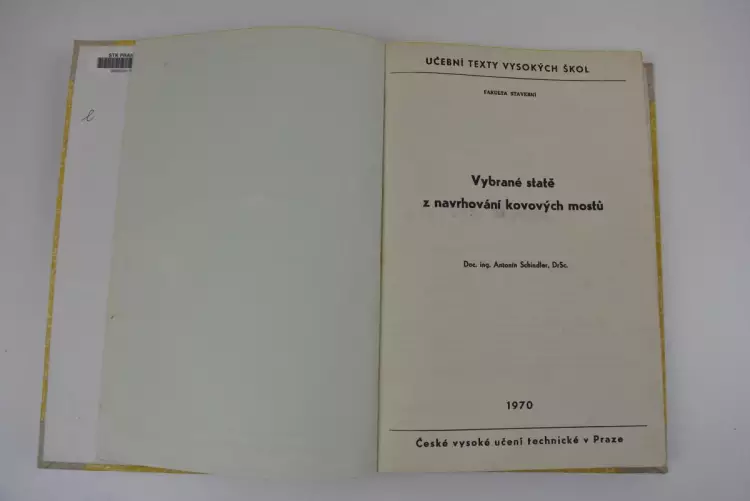 UČEBNÍ TEXTY VYSOKÝCH ŠKOL
FAKULTA STAVEBNÍ
Vybrané statě
z navrhování kovových mostů
Doc. ing. Antonín Schindler, DrSc.
1970
České vysoké učení technické v Praze